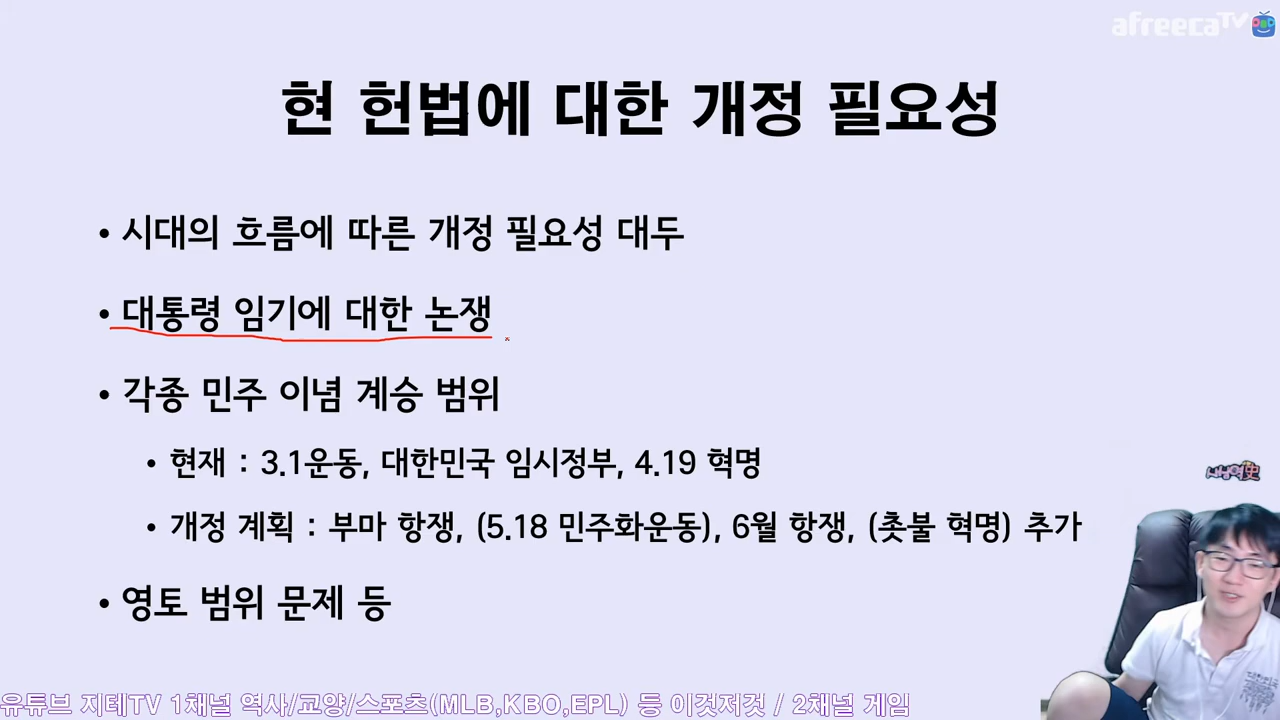 afreecaTV
현 헌법에 대한 개정 필요성
• 시대의 흐름에 따른 개정 필요성 대두
• 대통령 임기에 대한 논쟁
• 각종 민주 이념 계승 범위
• 현재 : 3.1운동, 대한민국 임시정부, 4.19 혁명
• 개정 계획 : 부마 항쟁, (5.18 민주화운동), 6월 항쟁, (촛불 혁명) 추가
• 영토 범위 문제 등
유튜브 지테TV 1채널 역사/교양/스포츠(MLB,KBO,EPL) 등 이것저것 / 2채널 게임